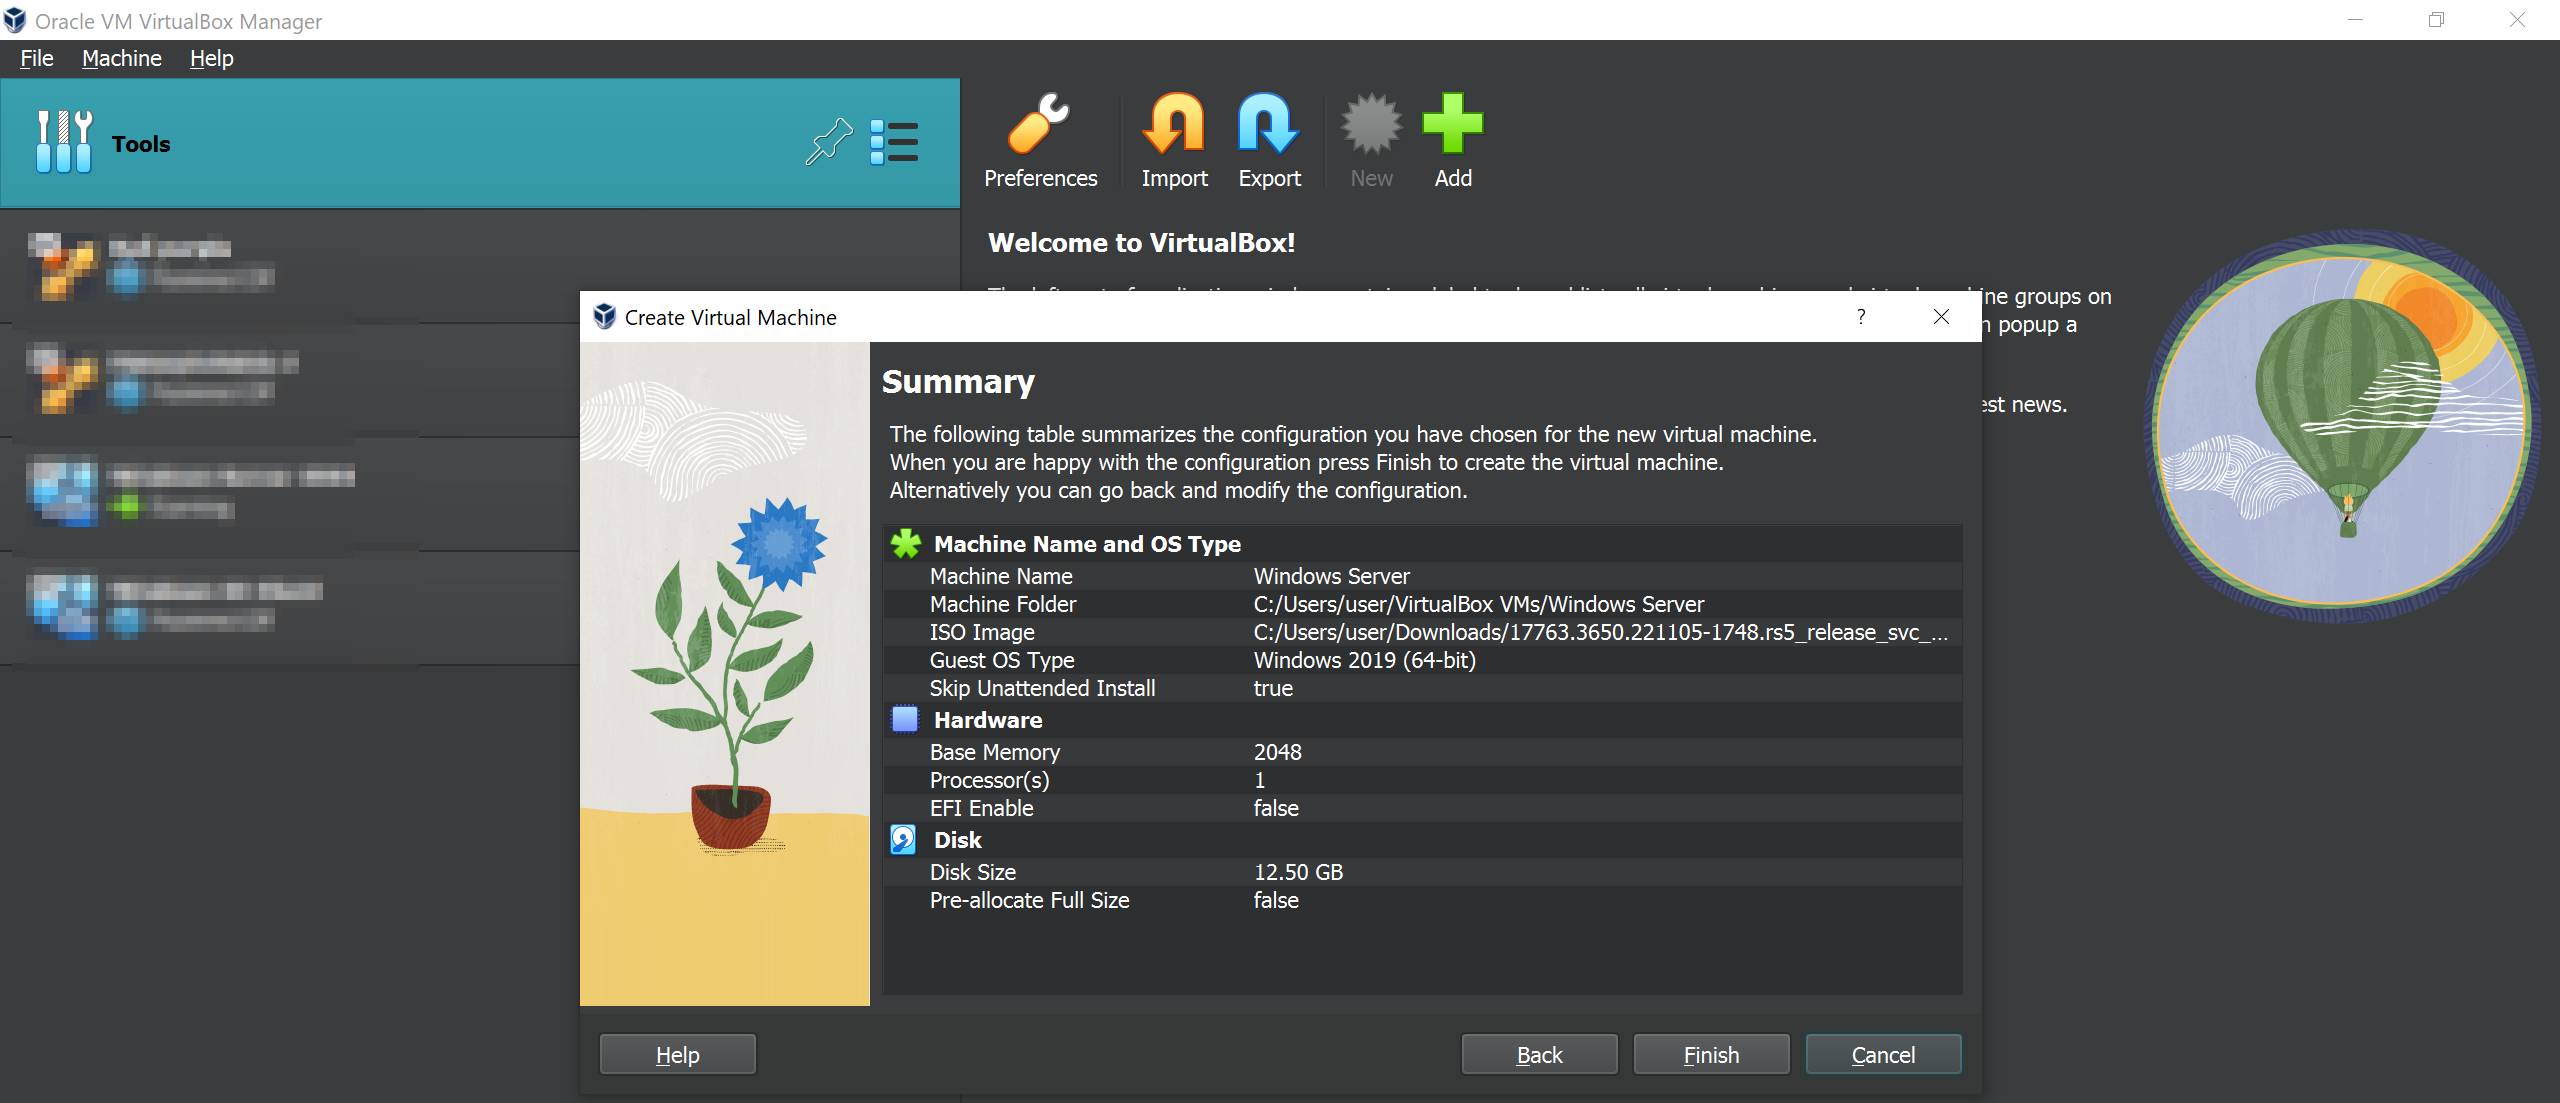 Oracle VM VirtualBox Manager
File Machine Help
Tools
Preferences Import Export New Add
Welcome to VirtualBox!
ine groups on
popup a
est news.
Create Virtual Machine
?
Summary
The following table summarizes the configuration you have chosen for the new virtual machine.
When you are happy with the configuration press Finish to create the virtual machine.
Alternatively you can go back and modify the configuration.
Machine Name and OS Type
Machine Name Windows Server
Machine Folder C:/Users/user/VirtualBox VMs/Windows Server
ISO Image C:/Users/user/Downloads/17763.3650.221105-1748.rs5_release_svc_...
Guest OS Type Windows 2019 (64-bit)
Skip Unattended Install true
Hardware
Base Memory 2048
Processor(s) 1
EFI Enable false
Disk
Disk Size 12.50 GB
Pre-allocate Full Size false
Help Back Finish Cancel